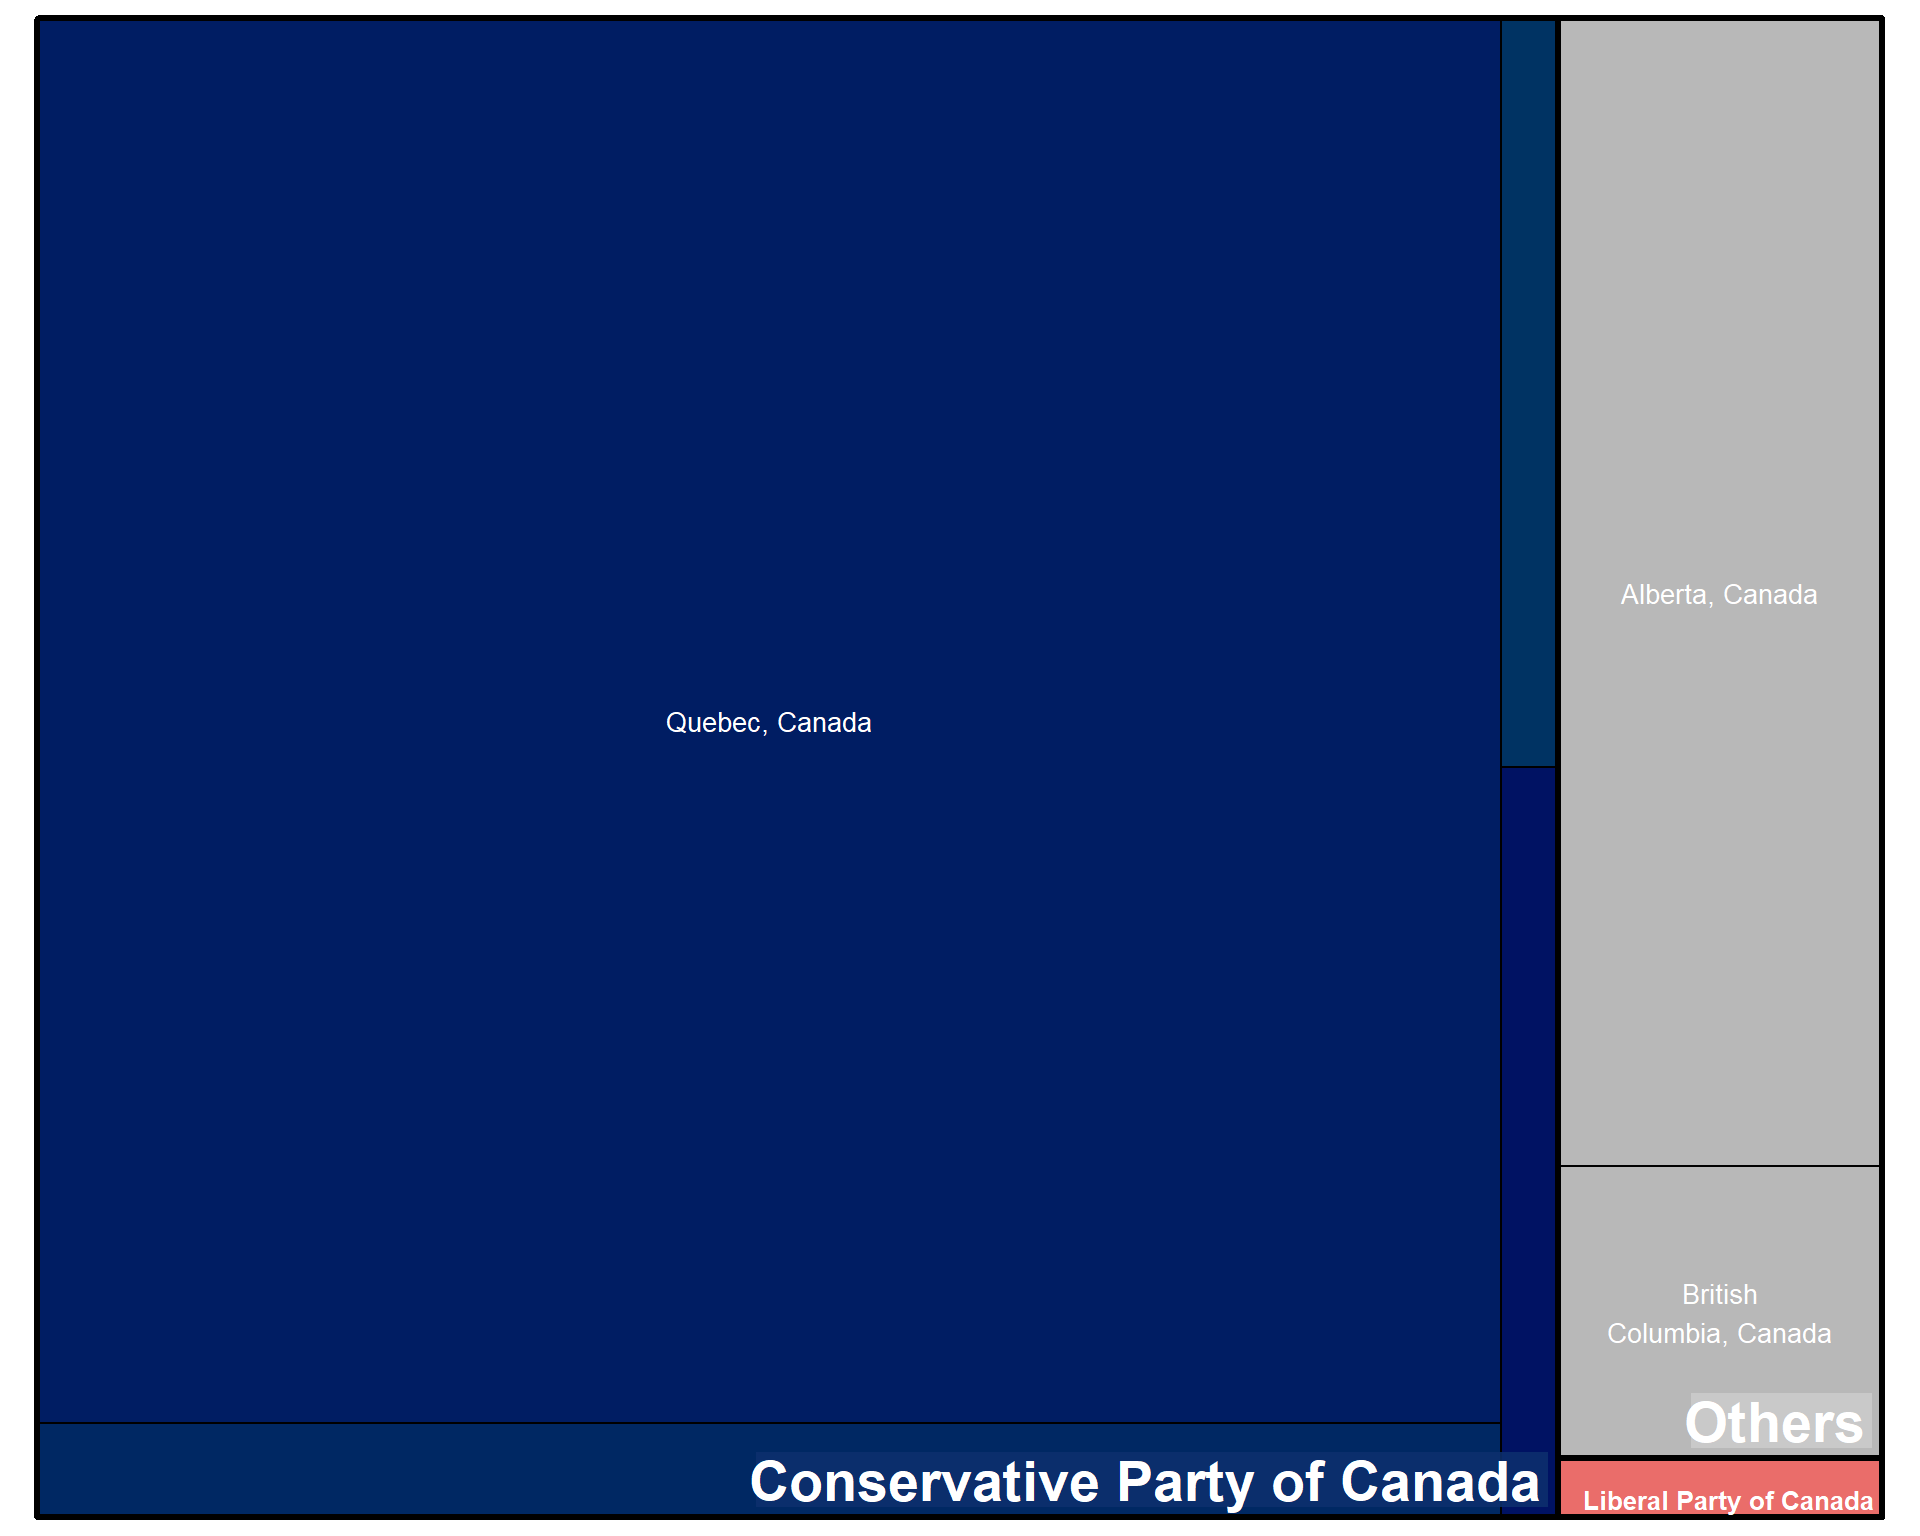 Quebec, Canada
Alberta, Canada
British
Columbia, Canada
Others
Conservative Party of Canada
Liberal Party of Canada